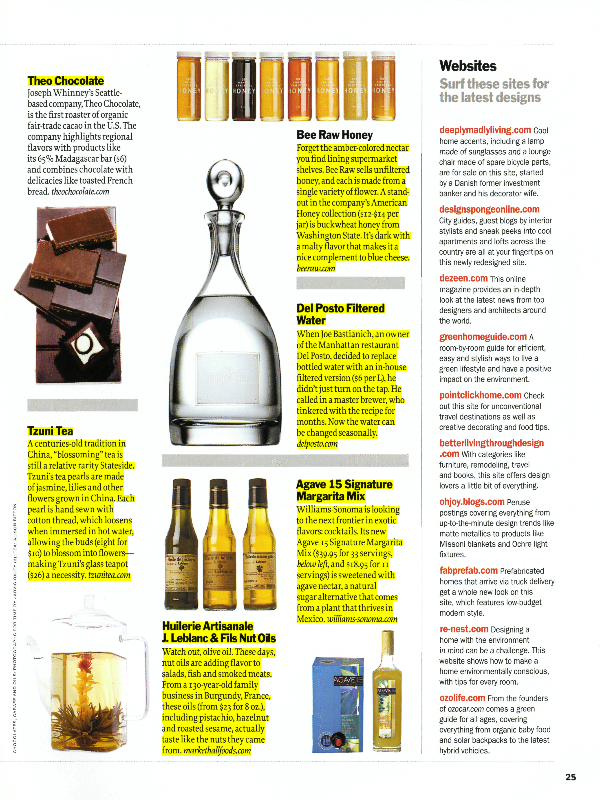 Theo Chocolate
Joseph Whinney's Seattle-
based company, Theo Chocolate,
is the first roaster of organic
fair-trade cacao in the U.S. The
company highlights regional
flavors with products like
its 65% Madagascar bar ($6)
and combines chocolate with
delicacies like toasted French
bread. theochocolate.com
Tzuni Tea
A centuries-old tradition in
China, "blossoming" tea is
still a relative rarity Stateside.
Tzuni's tea pearls are made
of jasmine, lilies and other
flowers grown in China. Each
pearl is hand sewn with
cotton thread, which loosens
when immersed in hot water,
allowing the buds (eight for
$10) to blossom into flowers—
making Tzuni's glass teapot
($26) a necessity. tzunitea.com
HONEY
HONEY
HONEY
HONEY
HONEY
HONEY
HONEY
Bee Raw Honey
Forget the amber-colored nectar
you find lining supermarket
shelves. Bee Raw sells unfiltered
honey, and each is made from a
single variety of flower. A stand-
out in the company's American
Honey collection ($12-$14 per
jar) is buckwheat honey from
Washington State. It's dark with
a malty flavor that makes it a
nice complement to blue cheese.
beeraw.com
Del Posto Filtered
Water
When Joe Bastianich, an owner
of the Manhattan restaurant
Del Posto, decided to replace
bottled water with an in-house
filtered version ($6 per L), he
didn't just turn on the tap. He
called in a master brewer, who
tinkered with the recipe for
months. Now the water can
be changed seasonally.
delposto.com
Agave 15 Signature
Margarita Mix
Williams-Sonoma is looking
to the next frontier in exotic
flavors: cocktails. Its new
Agave 15 Signature Margarita
Mix ($39.95 for 33 servings,
below left, and $18.95 for 11
servings) is sweetened with
agave nectar, a natural
sugar alternative that comes
from a plant that thrives in
Mexico. williams-sonoma.com
AGAVE
Huilerie Artisanale
J. Leblanc & Fils Nut Oils
Watch out, olive oil. These days,
nut oils are adding flavor to
salads, fish and smoked meats.
From a 130-year-old family
business in Burgundy, France,
these oils (from $23 for 8 oz.),
including pistachio, hazelnut
and roasted sesame, actually
taste like the nuts they came
from. markethallfoods.com
Websites
Surf these sites for
the latest designs
deeplymadlyliving.com Cool
home accents, including a lamp
made of sunglasses and a lounge
chair made of spare bicycle parts,
are for sale on this site, started
by a Danish former investment
banker and his decorator wife.
designspongeonline.com
City guides, guest blogs by interior
stylists and sneak peeks into cool
apartments and lofts across the
country are all at your fingertips on
this newly redesigned site.
dezeen.com This online
magazine provides an in-depth
look at the latest news from top
designers and architects around
the world.
greenhomeguide.com A
room-by-room guide for efficient,
easy and stylish ways to live a
green lifestyle and have a positive
impact on the environment.
pointclickhome.com Check
out this site for unconventional
travel destinations as well as
creative decorating and food tips.
betterlivingthroughdesign
.com With categories like
furniture, remodeling, travel
and books, this site offers design
lovers a little bit of everything.
ohjoy.blogs.com Peruse
postings covering everything from
up-to-the-minute design trends like
matte metallics to products like
Missoni blankets and Ochre light
fixtures.
fabprefab.com Prefabricated
homes that arrive via truck delivery
get a whole new look on this
site, which features low-budget
modern style.
re-nest.com Designing a
home with the environment
in mind can be a challenge. This
website shows how to make a
home environmentally conscious,
with tips for every room.
ozolife.com From the founders
of ozocar.com comes a green
guide for all ages, covering
everything from organic baby food
and solar backpacks to the latest
hybrid vehicles.
25